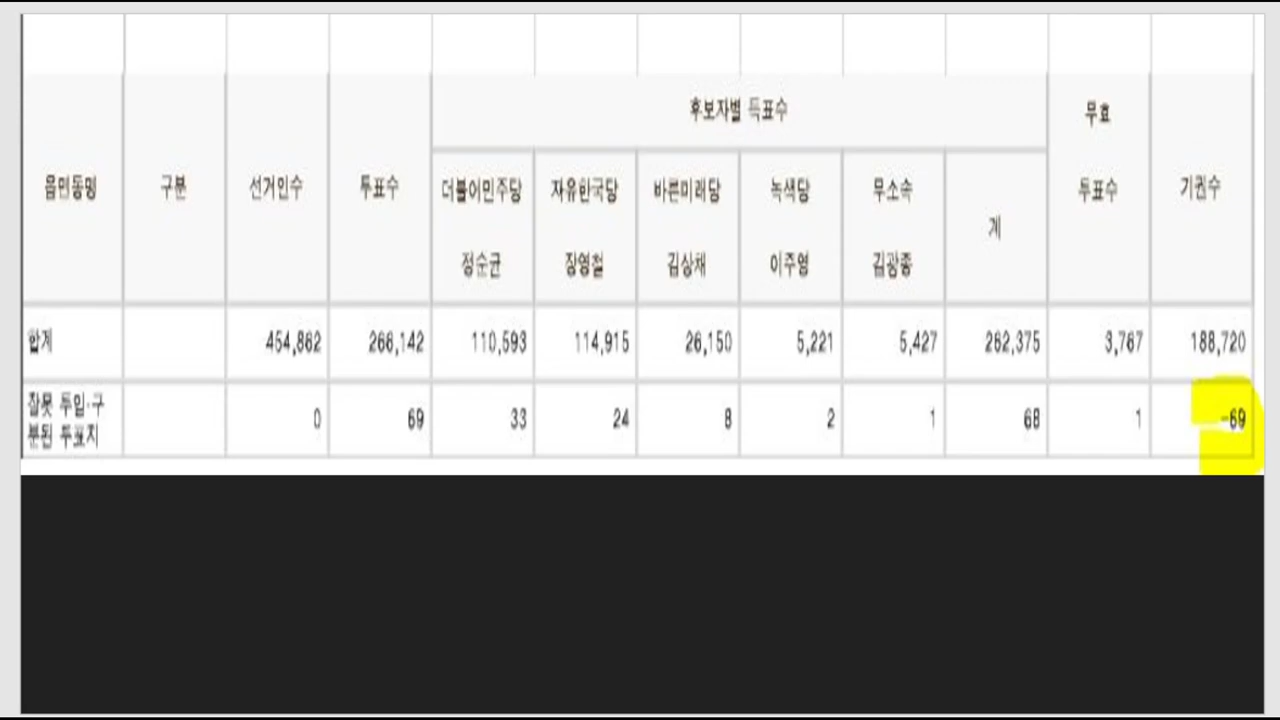 후보자별 득표수
무효
읍면동명 구분 선거인수 투표수 더불어민주당 자유한국당 바른미래당 녹색당 무소속 계 투표수 기권수
정순균 장영철 김상채 이주영 김광종
합계 454,862 266,142 110,593 114,915 26,150 5,221 5,427 262,375 3,767 188,720
잘못 투입·구
분된 투표지 0 69 33 24 8 2 1 68 1 -69